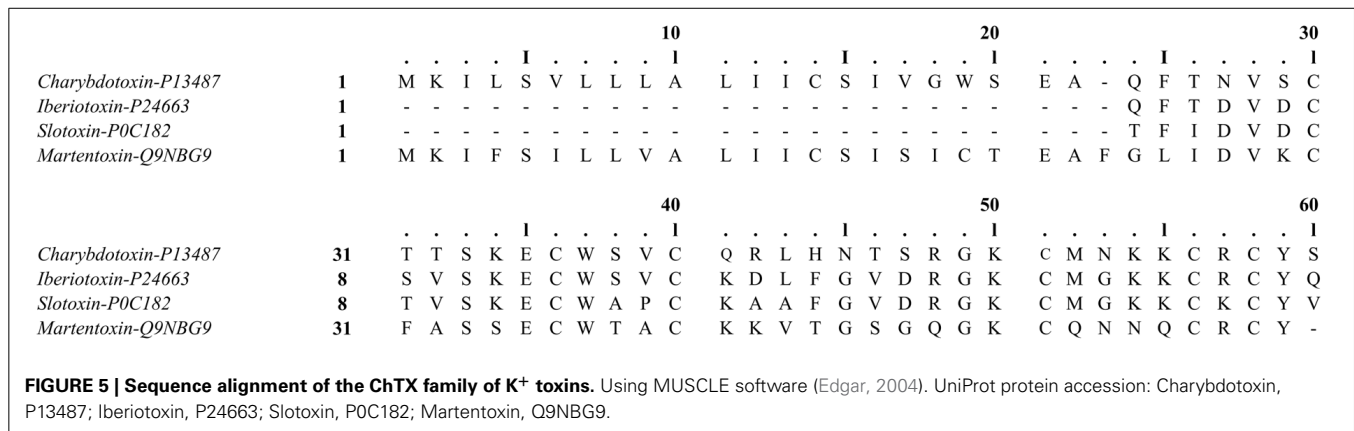 10 20 30
. . . . I . . . . l . . . . I . . . . l . . . . I . . . . l
Charybdotoxin-P13487 1 M K I L S V L L L A L I I C S I V G W S E A - Q F T N V S C
Iberiotoxin-P24663 1 - - - - - - - - - - - - - - - - - - - - - - - Q F T D V D C
Slotoxin-P0C182 1 - - - - - - - - - - - - - - - - - - - - - - - T F I D V D C
Martentoxin-Q9NBG9 1 M K I F S I L L V A L I I C S I S I C T E A F G L I D V K C
40 50 60
. . . . l . . . . l . . . . l . . . . l . . . . l . . . . l
Charybdotoxin-P13487 31 T T S K E C W S V C Q R L H N T S R G K C M N K K C R C Y S
Iberiotoxin-P24663 8 S V S K E C W S V C K D L F G V D R G K C M G K K C R C Y Q
Slotoxin-P0C182 8 T V S K E C W A P C K A A F G V D R G K C M G K K C K C Y V
Martentoxin-Q9NBG9 31 F A S S E C W T A C K K V T G S G Q G K C Q N N Q C R C Y -
FIGURE 5 | Sequence alignment of the ChTX family of K+ toxins. Using MUSCLE software (Edgar, 2004). UniProt protein accession: Charybdotoxin,
P13487; Iberiotoxin, P24663; Slotoxin, P0C182; Martentoxin, Q9NBG9.